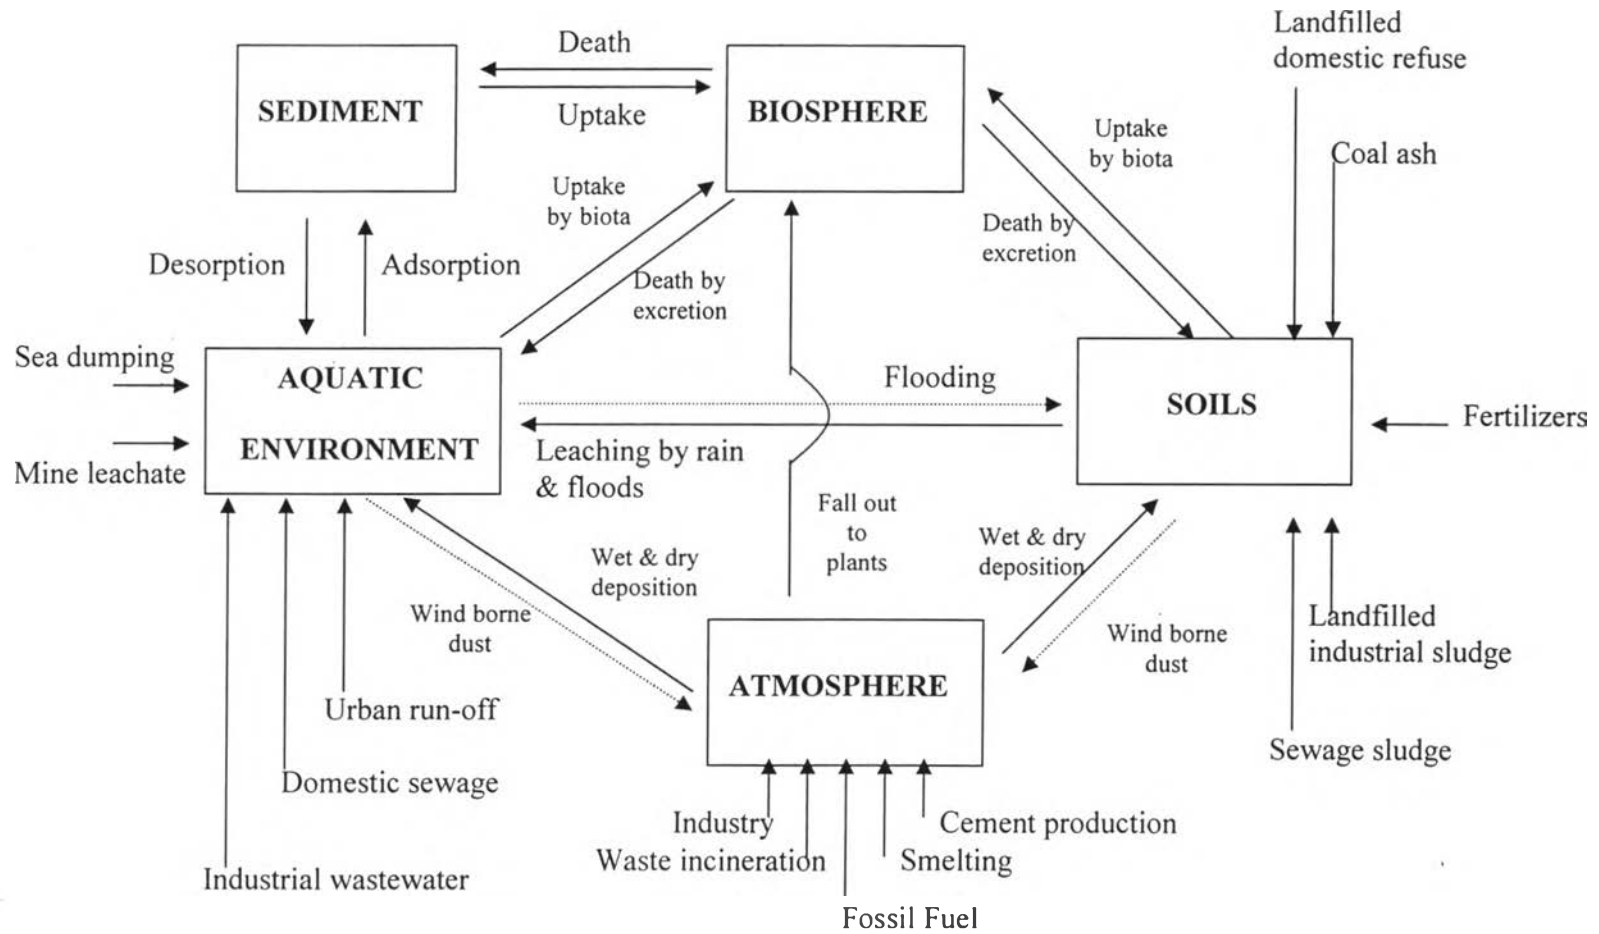 Landfilled
domestic refuse
Death
SEDIMENT
BIOSPHERE
Uptake
Uptake
by biota
Coal ash
Uptake
by biota
Death by
excretion
Desorption
Adsorption
Death by
excretion
Sea dumping
AQUATIC
ENVIRONMENT
Flooding
SOILS
Fertilizers
Mine leachate
Leaching by rain
& floods
Fall out
to
plants
Wet & dry
deposition
Wet & dry
deposition
Wind borne
dust
Wind borne
dust
Landfilled
industrial sludge
ATMOSPHERE
Urban run-off
Sewage sludge
Domestic sewage
Industry
Cement production
Waste incineration
Smelting
Industrial wastewater
Fossil Fuel